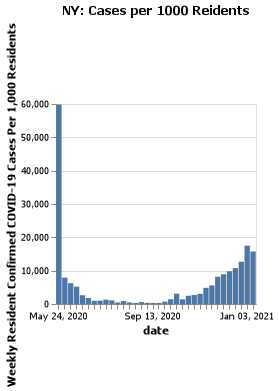 NY: Cases per 1000 Reidents
Weekly Resident Confirmed COVID-19 Cases Per 1,000 Residents
60,000
50,000
40,000
30,000
20,000
10,000
0
May 24, 2020 Sep 13, 2020 Jan 03, 2021
date